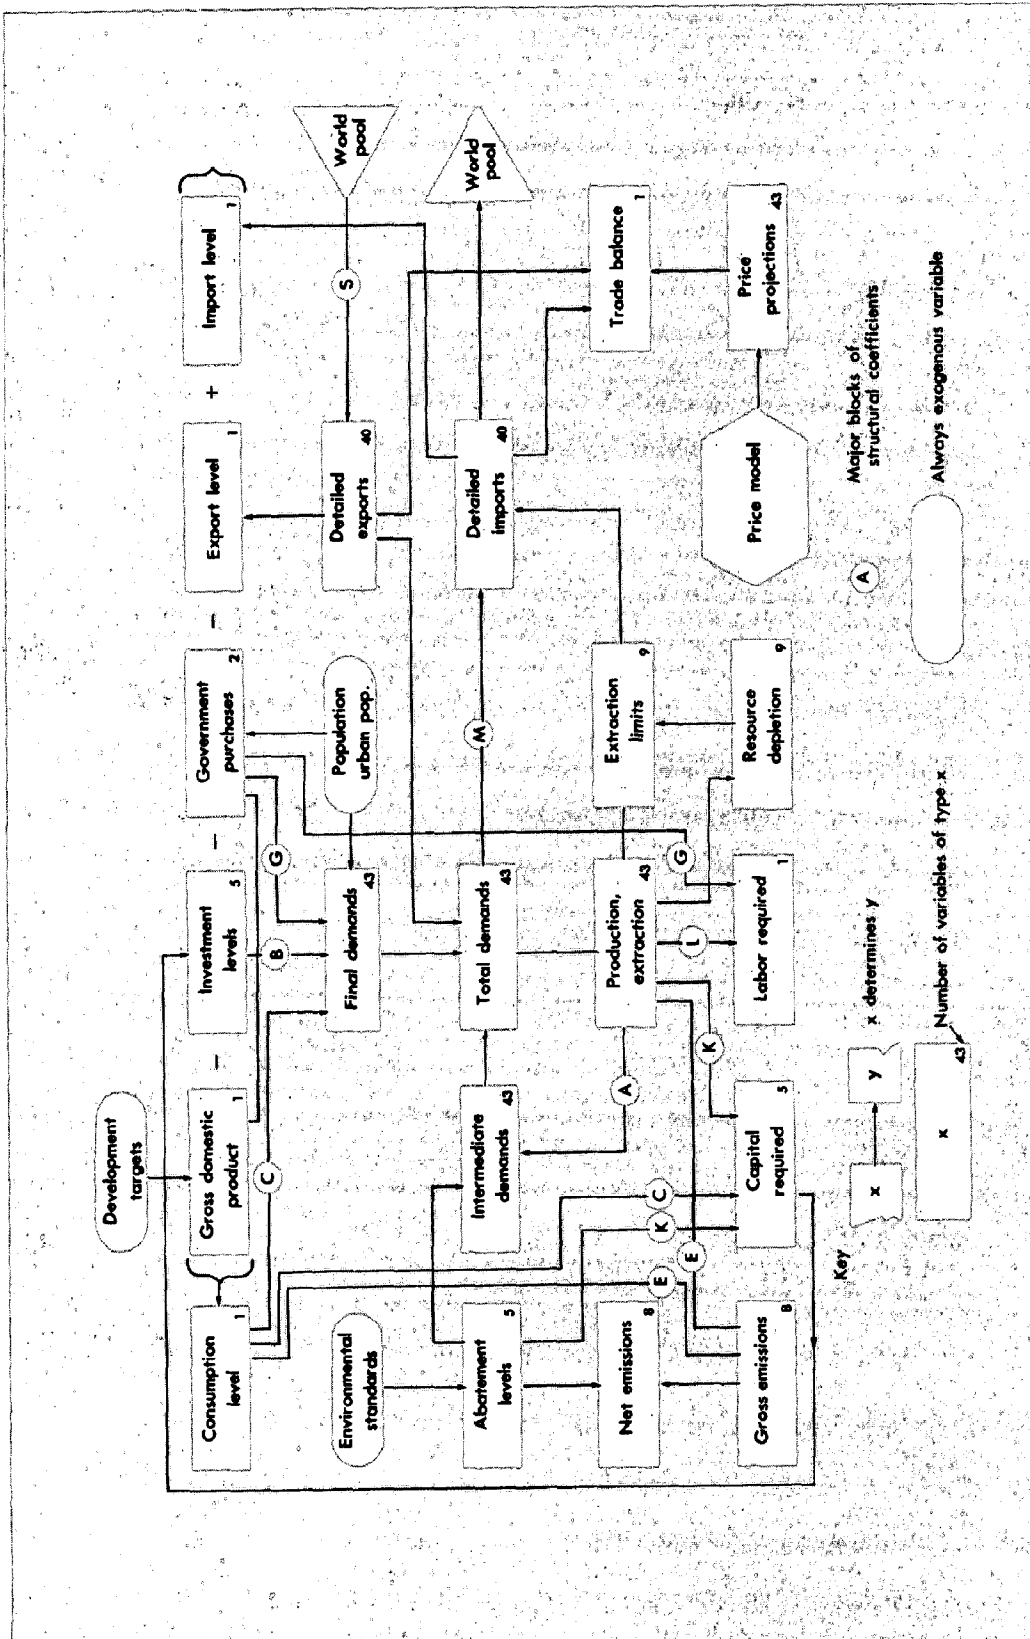 Development
targets
Consumption
level
1
Gross domestic
product
1
−
Investment
levels
5
−
Government
purchases
2
−
Export level
1
+
Import level
1
C
B
G
Environmental
standards
Final demands
43
Population
urban pop.
Detailed
exports
40
S
World
pool
Abatement
levels
5
Intermediate
demands
43
Total demands
43
M
Detailed
imports
40
World
pool
Net emissions
8
E
K
C
A
Production,
extraction
43
Extraction
limits
9
Trade balance
1
E
K
L
G
Gross emissions
8
Capital
required
5
Labor required
1
Resource
depletion
9
Price model
Price
projections
43
Key
x
y
x determines y
A
Major blocks of
structural coefficients
x
43
Number of variables of type x
Always exogenous variable